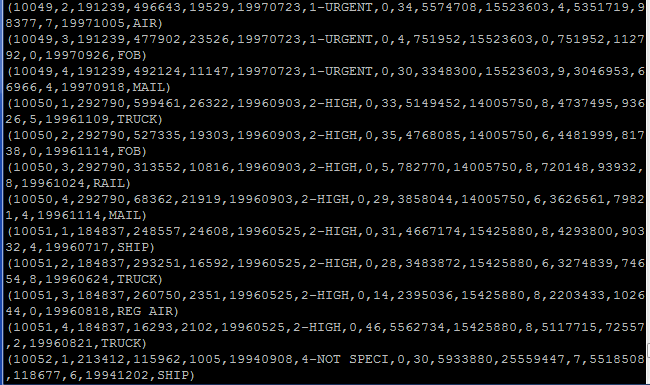 (10049,2,191239,496643,19529,19970723,1-URGENT,0,34,5574708,15523603,4,5351719,9
8377,7,19971005,AIR)
(10049,3,191239,477902,23526,19970723,1-URGENT,0,4,751952,15523603,0,751952,1127
92,0,19970926,FOB)
(10049,4,191239,492124,11147,19970723,1-URGENT,0,30,3348300,15523603,9,3046953,6
6966,4,19970918,MAIL)
(10050,1,292790,599461,26322,19960903,2-HIGH,0,33,5149452,14005750,8,4737495,936
26,5,19961109,TRUCK)
(10050,2,292790,527335,19303,19960903,2-HIGH,0,35,4768085,14005750,6,4481999,817
38,0,19961114,FOB)
(10050,3,292790,313552,10816,19960903,2-HIGH,0,5,782770,14005750,8,720148,93932,
8,19961024,RAIL)
(10050,4,292790,68362,21919,19960903,2-HIGH,0,29,3858044,14005750,6,3626561,7982
1,4,19961114,MAIL)
(10051,1,184837,248557,24608,19960525,2-HIGH,0,31,4667174,15425880,8,4293800,903
32,4,19960717,SHIP)
(10051,2,184837,293251,16592,19960525,2-HIGH,0,28,3483872,15425880,6,3274839,746
54,8,19960624,TRUCK)
(10051,3,184837,260750,2351,19960525,2-HIGH,0,14,2395036,15425880,8,2203433,1026
44,0,19960818,REG AIR)
(10051,4,184837,16293,2102,19960525,2-HIGH,0,46,5562734,15425880,8,5117715,72557
,2,19960821,TRUCK)
(10052,1,213412,115962,1005,19940908,4-NOT SPECI,0,30,5933880,25559447,7,5518508
,118677,6,19941202,SHIP)